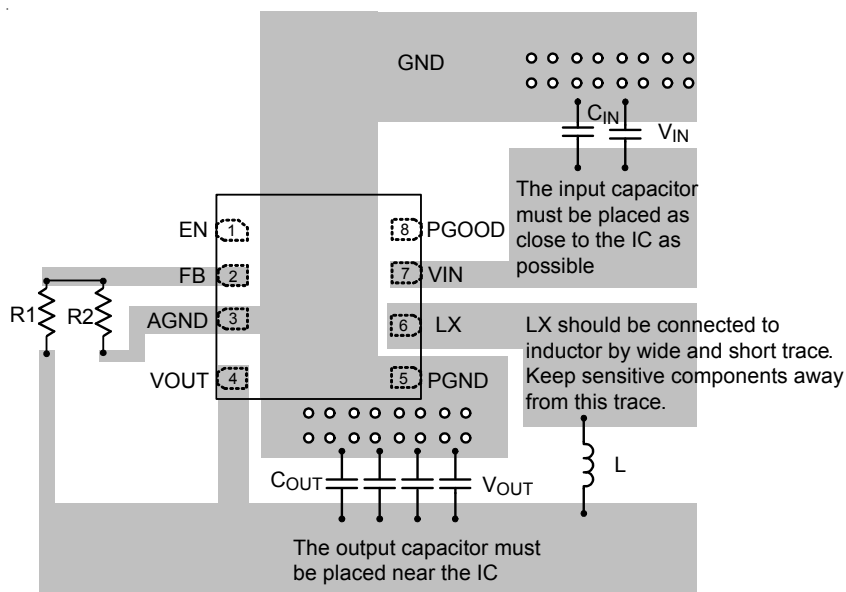 GND
CIN
VIN
The input capacitor
must be placed as
close to the IC as
possible
EN 1
8 PGOOD
FB 2
7 VIN
R1
R2
AGND 3
6 LX
LX should be connected to
inductor by wide and short trace.
Keep sensitive components away
from this trace.
VOUT 4
5 PGND
L
COUT
VOUT
The output capacitor must
be placed near the IC